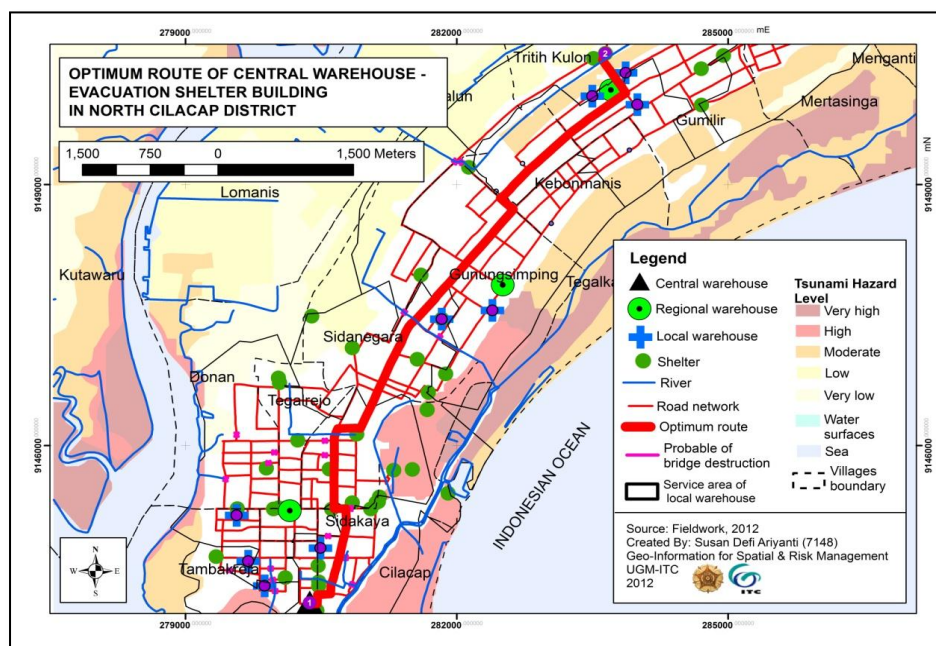 279000
282000
285000 mE
OPTIMUM ROUTE OF CENTRAL WAREHOUSE -
EVACUATION SHELTER BUILDING
IN NORTH CILACAP DISTRICT
1,500 750 0 1,500 Meters
2
Tritih Kulon
Menganti
Mertasinga
Gumilir
Kebonmanis
Lomanis
9149000
9149000
mN
Kutawaru
Gunungsimping
Sidanegara
Donan
Tegalrejo
9146000
9146000
Sidakaya
Tambakreja
Cilacap
1
INDONESIAN OCEAN
N
W E
S
Legend
Central warehouse
Regional warehouse
Local warehouse
Shelter
River
Road network
Optimum route
Probable of
bridge destruction
Service area of
local warehouse
Tsunami Hazard
Level
Very high
High
Moderate
Low
Very low
Water
surfaces
Sea
Villages
boundary
Source: Fieldwork, 2012
Created By: Susan Defi Ariyanti (7148)
Geo-Information for Spatial & Risk Management
UGM-ITC
2012
ITC
279000
282000
285000